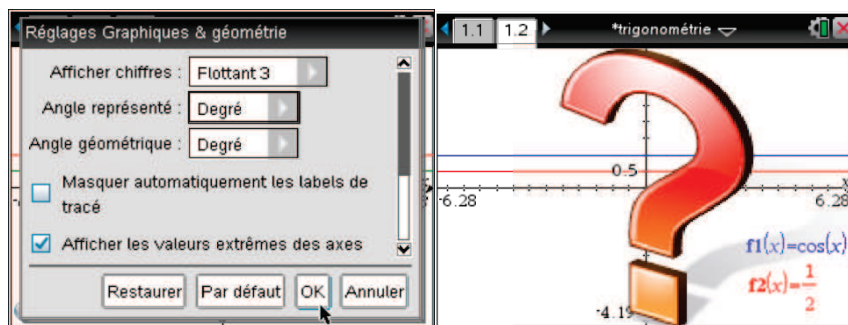 Réglages Graphiques & géométrie
Afficher chiffres : Flottant 3
Angle représenté : Degré
Angle géométrique : Degré
Masquer automatiquement les labels de
tracé
Afficher les valeurs extrêmes des axes
Restaurer Par défaut OK Annuler
1.1 1.2 *trigonométrie
0.5
x
-6.28 6.28
f1(x)=cos(x)
f2(x)=1
2
-4.19